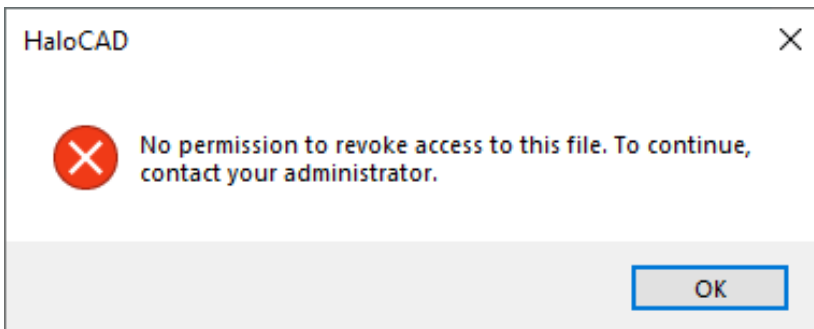 HaloCAD
No permission to revoke access to this file. To continue,
contact your administrator.
OK